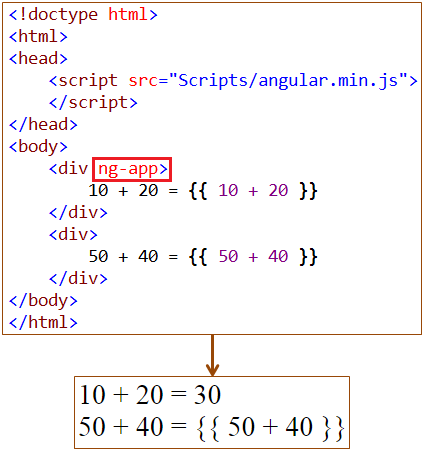 <!doctype html>
<html>
<head>
    <script src="Scripts/angular.min.js">
    </script>
</head>
<body>
    <div ng-app>
        10 + 20 = {{ 10 + 20 }}
    </div>
    <div>
        50 + 40 = {{ 50 + 40 }}
    </div>
</body>
</html>
10 + 20 = 30
50 + 40 = {{ 50 + 40 }}